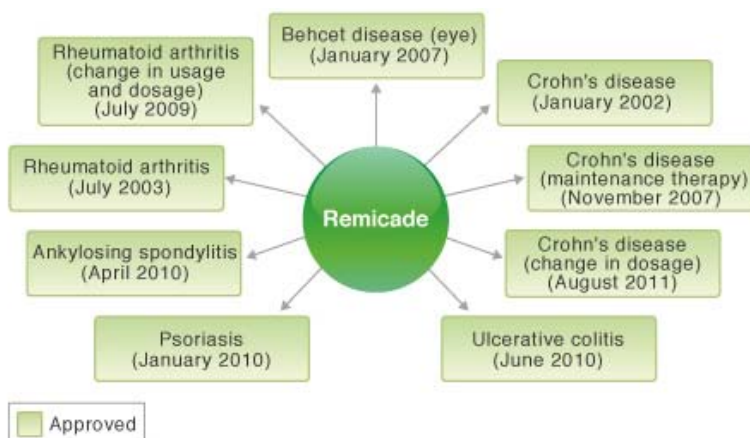 Behcet disease (eye)
(January 2007)
Rheumatoid arthritis
(change in usage
and dosage)
(July 2009)
Crohn's disease
(January 2002)
Rheumatoid arthritis
(July 2003)
Crohn's disease
(maintenance therapy)
(November 2007)
Remicade
Ankylosing spondylitis
(April 2010)
Crohn's disease
(change in dosage)
(August 2011)
Psoriasis
(January 2010)
Ulcerative colitis
(June 2010)
Approved